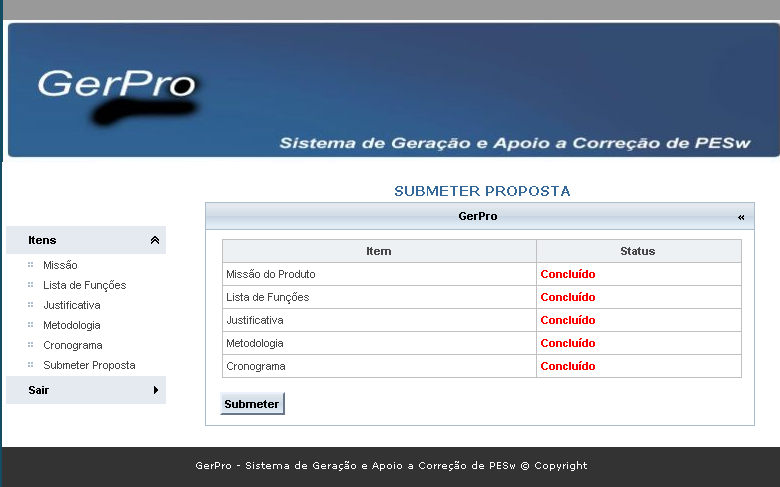 GerPro
Sistema de Geração e Apoio a Correção de PESw
SUBMETER PROPOSTA
Itens
Missão
Lista de Funções
Justificativa
Metodologia
Cronograma
Submeter Proposta
Sair
GerPro «
Item Status
Missão do Produto Concluído
Lista de Funções Concluído
Justificativa Concluído
Metodologia Concluído
Cronograma Concluído
Submeter
GerPro - Sistema de Geração e Apoio a Correção de PESw © Copyright